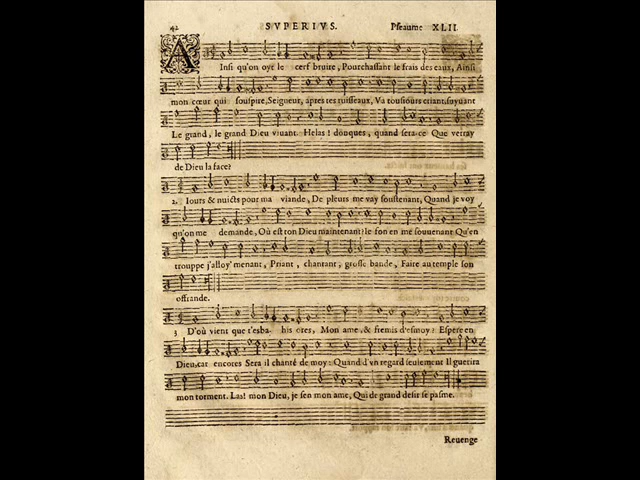 42 SVPERIVS. Pseaume XLII
A
Insi qu'on oyt le cerf bruire, Pourchassant le frais des eaux, Ainsi
mon cœur qui souspire, Seigneur, apres tes ruisseaux, Va tousiours criant, suyuant
Le grand, le grand Dieu viuant. Helas! donques, quand sera-ce Que verray
de Dieu la face?
2. Iours & nuicts pour ma viande, De pleurs me vay soustenant, Quand je voy
qu'on me demande, Où est ton Dieu maintenant? Ie fon en me souuenant Qu'en
trouppe j'alloy' menant, Priant, chantant, grosse bande, Faire au temple son
offrande.
3 D'où vient que t'esba- his ores, Mon ame, & fremis d'esmoy? Espere en
Dieu, car encores Sera il chanté de moy: Quand d'vn regard seulement Il guerira
mon torment. Las! mon Dieu, je sen mon ame, Qui de grand desir se pasme.
Reuenge